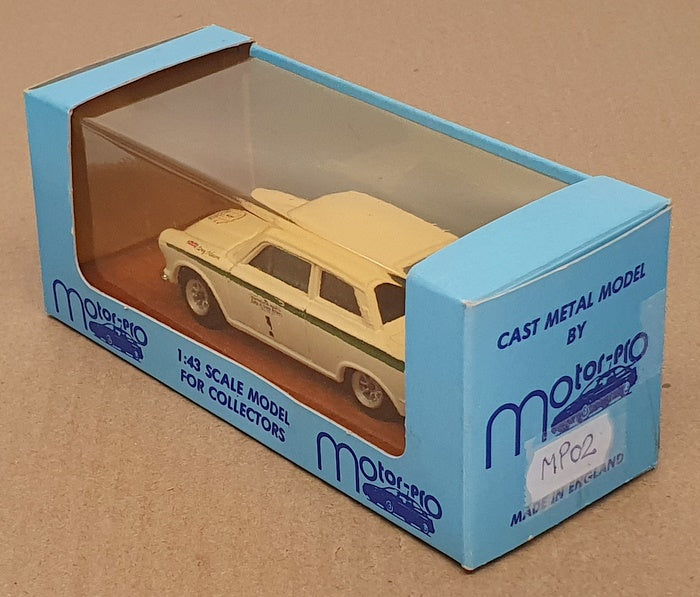 Motor-Pro
1:43 SCALE MODEL
FOR COLLECTORS
Motor-Pro
CAST METAL MODEL
BY
Motor-Pro
MP02
MADE IN ENGLAND